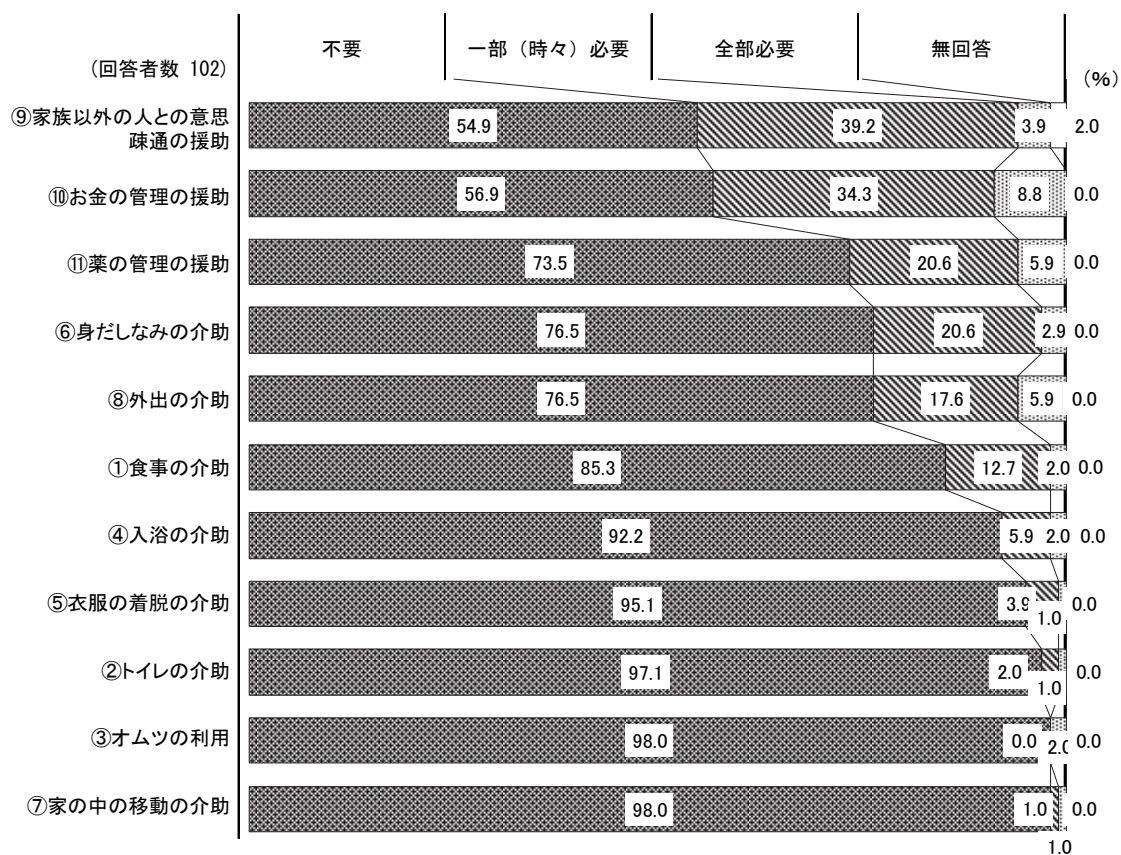 不要 一部（時々）必要 全部必要 無回答
（回答者数 102）
（%）
⑨家族以外の人との意思
疎通の援助
54.9 39.2 3.9 2.0
⑩お金の管理の援助 56.9 34.3 8.8 0.0
⑪薬の管理の援助 73.5 20.6 5.9 0.0
⑥身だしなみの介助 76.5 20.6 2.9 0.0
⑧外出の介助 76.5 17.6 5.9 0.0
①食事の介助 85.3 12.7 2.0 0.0
④入浴の介助 92.2 5.9 2.0 0.0
⑤衣服の着脱の介助 95.1 3.9 1.0 0.0
②トイレの介助 97.1 2.0 1.0 0.0
③オムツの利用 98.0 0.0 2.0 0.0
⑦家の中の移動の介助 98.0 1.0 0.0
1.0